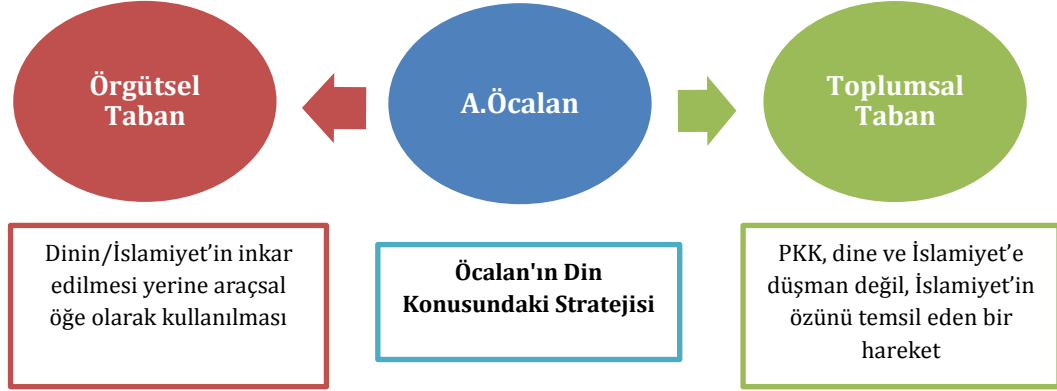 Örgütsel
Taban
A.Öcalan
Toplumsal
Taban
Dinin/İslamiyet’in inkar
edilmesi yerine araçsal
öğe olarak kullanılması
Öcalan'ın Din
Konusundaki Stratejisi
PKK, dine ve İslamiyet’e
düşman değil, İslamiyet’in
özünü temsil eden bir
hareket